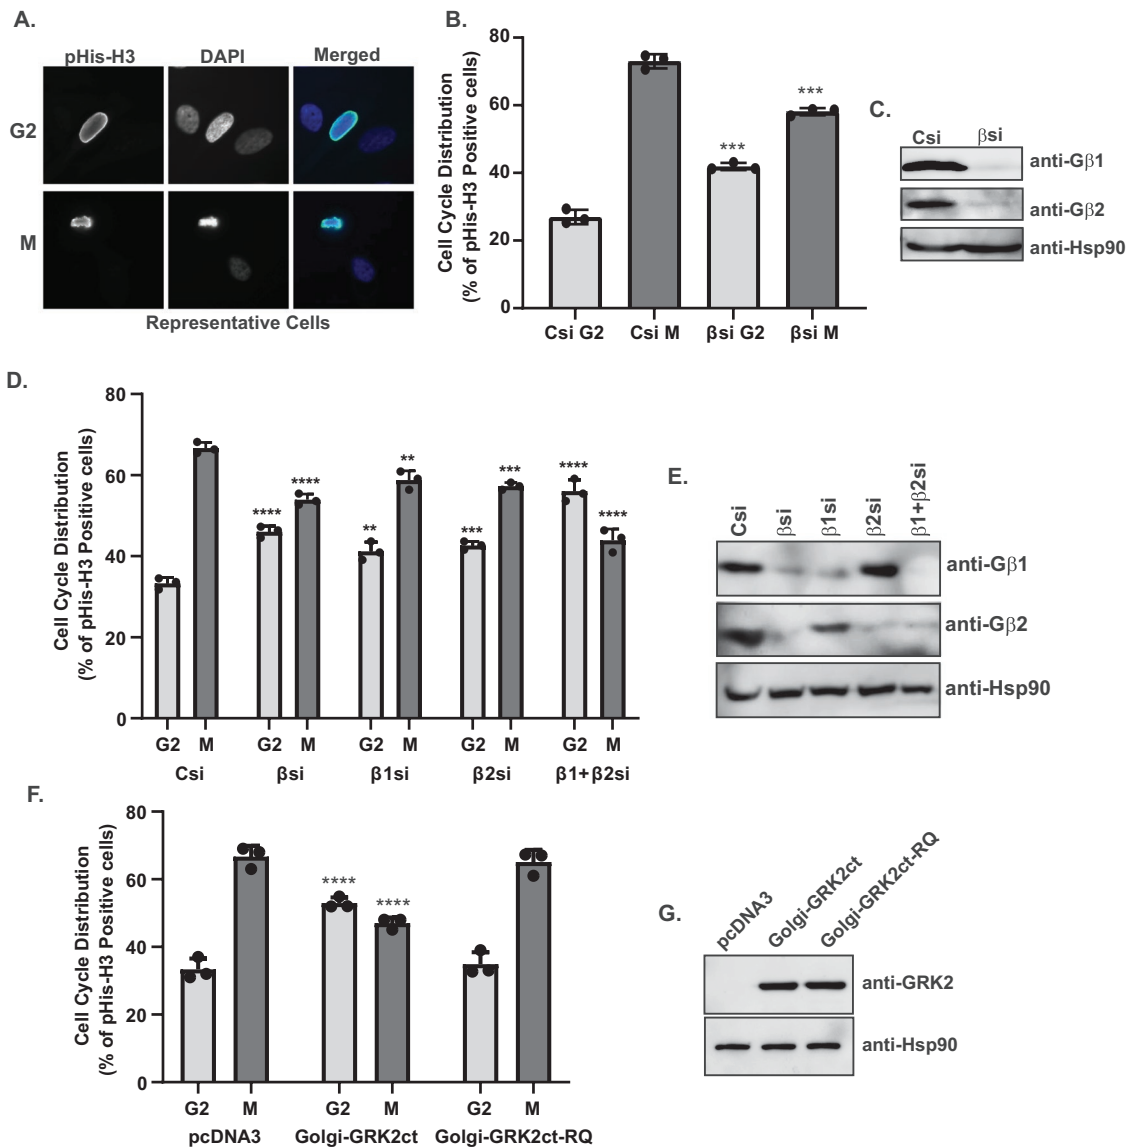 A.
pHis-H3 DAPI Merged
G2
M
Representative Cells
B.
Cell Cycle Distribution
(% of pHis-H3 Positive cells)
80
60
40
20
0
***
***
Csi G2 Csi M βsi G2 βsi M
C.
Csi βsi
anti-Gβ1
anti-Gβ2
anti-Hsp90
D.
Cell Cycle Distribution
(% of pHis-H3 Positive cells)
80
60
40
20
0
****
****
**
**
***
***
****
****
G2 M G2 M G2 M G2 M G2 M
Csi βsi β1si β2si β1+β2si
E.
Csi βsi β1si β2si β1+β2si
anti-Gβ1
anti-Gβ2
anti-Hsp90
F.
Cell Cycle Distribution
(% of pHis-H3 Positive cells)
80
60
40
20
0
****
****
G2 M G2 M G2 M
pcDNA3 Golgi-GRK2ct Golgi-GRK2ct-RQ
G.
pcDNA3 Golgi-GRK2ct Golgi-GRK2ct-RQ
anti-GRK2
anti-Hsp90